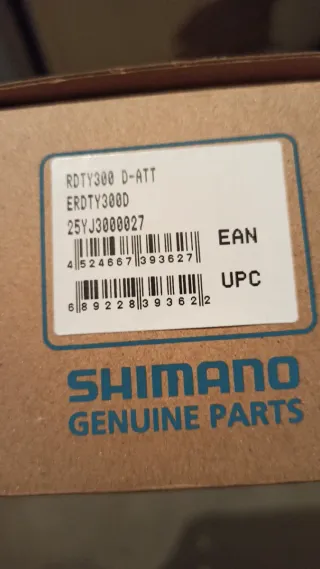 RDTY300 D-ATT
ERDTY300D
25YJ3000027
4 524667 393627
EAN
6 89228 39362 2
UPC
SHIMANO
GENUINE PARTS